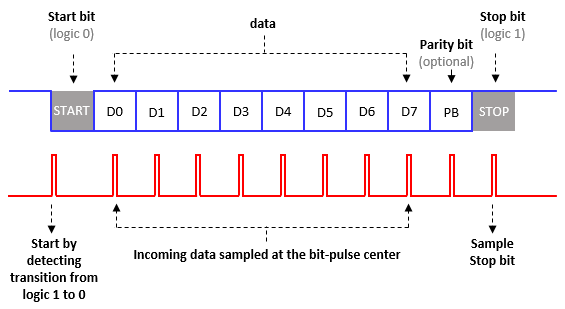 Start bit
(logic 0)
data
Stop bit
(logic 1)
Parity bit
(optional)
START D0 D1 D2 D3 D4 D5 D6 D7 PB STOP
Start by
detecting
transition from
logic 1 to 0
Incoming data sampled at the bit-pulse center
Sample
Stop bit